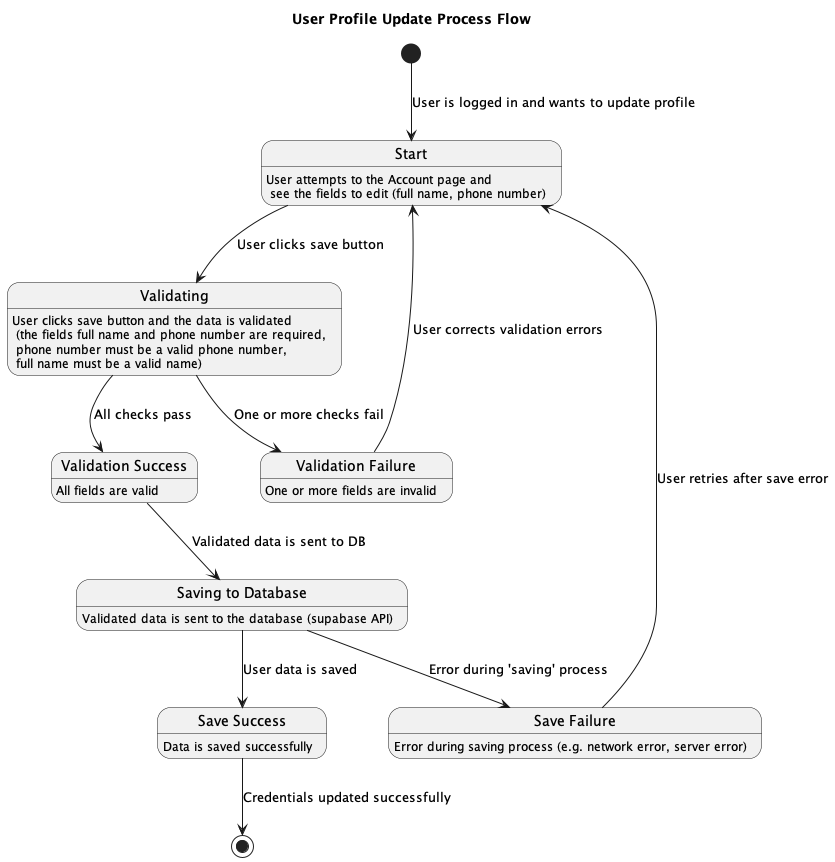 User Profile Update Process Flow
User is logged in and wants to update profile
Start
User attempts to the Account page and
see the fields to edit (full name, phone number)
User clicks save button
Validating
User clicks save button and the data is validated
(the fields full name and phone number are required,
phone number must be a valid phone number,
full name must be a valid name)
User corrects validation errors
All checks pass
One or more checks fail
Validation Success
All fields are valid
Validation Failure
One or more fields are invalid
User retries after save error
Validated data is sent to DB
Saving to Database
Validated data is sent to the database (supabase API)
User data is saved
Error during 'saving' process
Save Success
Data is saved successfully
Save Failure
Error during saving process (e.g. network error, server error)
Credentials updated successfully